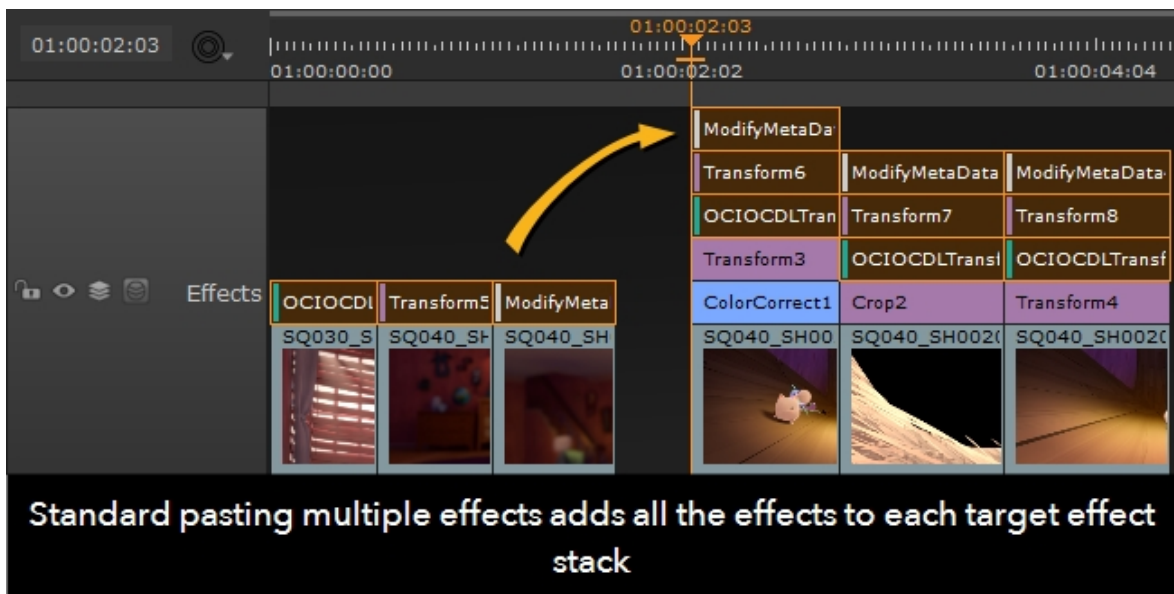 01:00:02:03
01:00:02:03
01:00:00:00 01:00:02:02 01:00:04:04
ModifyMetaDa
Transform6 ModifyMetaData ModifyMetaData
OCIOCDLTran Transform7 Transform8
Transform3 OCIOCDLTransf OCIOCDLTransf
Effects OCIOCDL Transform5 ModifyMeta ColorCorrect1 Crop2 Transform4
SQ030_S SQ040_SH SQ040_SH SQ040_SH00 SQ040_SH0020 SQ040_SH0020
Standard pasting multiple effects adds all the effects to each target effect
stack